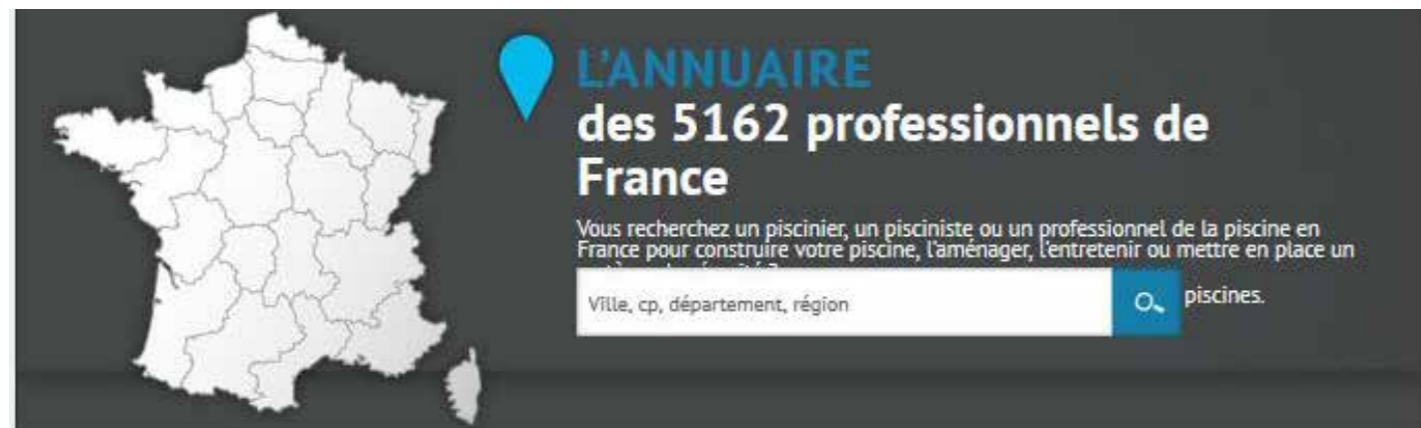 L'ANNUAIRE
des 5162 professionnels de
France
Vous recherchez un piscinier, un pisciniste ou un professionnel de la piscine en
France pour construire votre piscine, l'aménager, l'entretenir ou mettre en place un
Ville, cp, département, région
piscines.